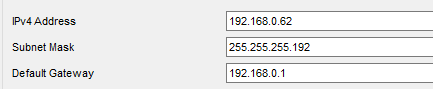 IPv4 Address 192.168.0.62
Subnet Mask 255.255.255.192
Default Gateway 192.168.0.1